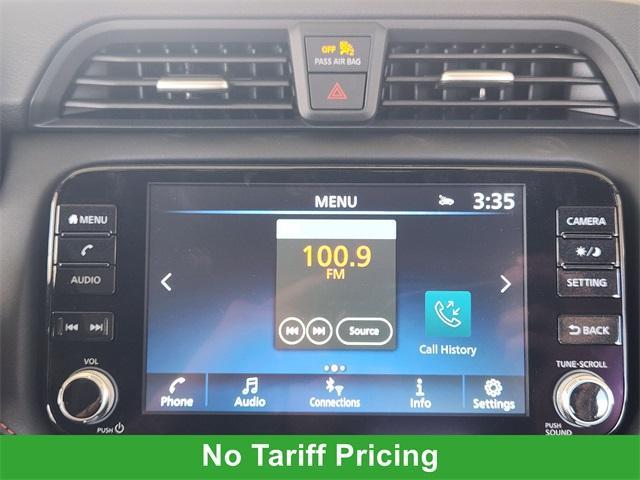 OFF
PASS AIR BAG
MENU
AUDIO
VOL
PUSH
MENU
3:35
100.9
FM
Source
Call History
Phone
Audio
Connections
Info
Settings
CAMERA
SETTING
BACK
TUNE-SCROLL
PUSH
SOUND
No Tariff Pricing